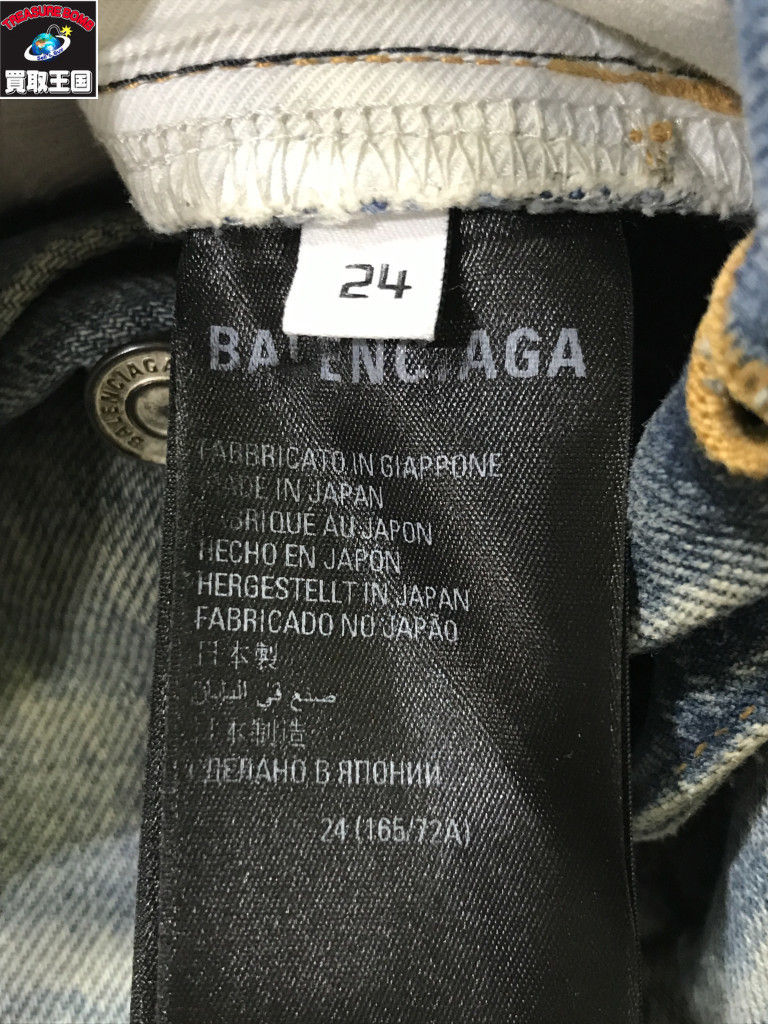 TREASURE BOMB
買取王国
24
BALENCIAGA
BALENCIAGA
FABBRICATO IN GIAPPONE
MADE IN JAPAN
FABRIQUÉ AU JAPON
HECHO EN JAPÓN
HERGESTELLT IN JAPAN
FABRICADO NO JAPÃO
日本製
صنع في اليابان
日本制造
СДЕЛАНО В ЯПОНИИ
24 (165/72A)